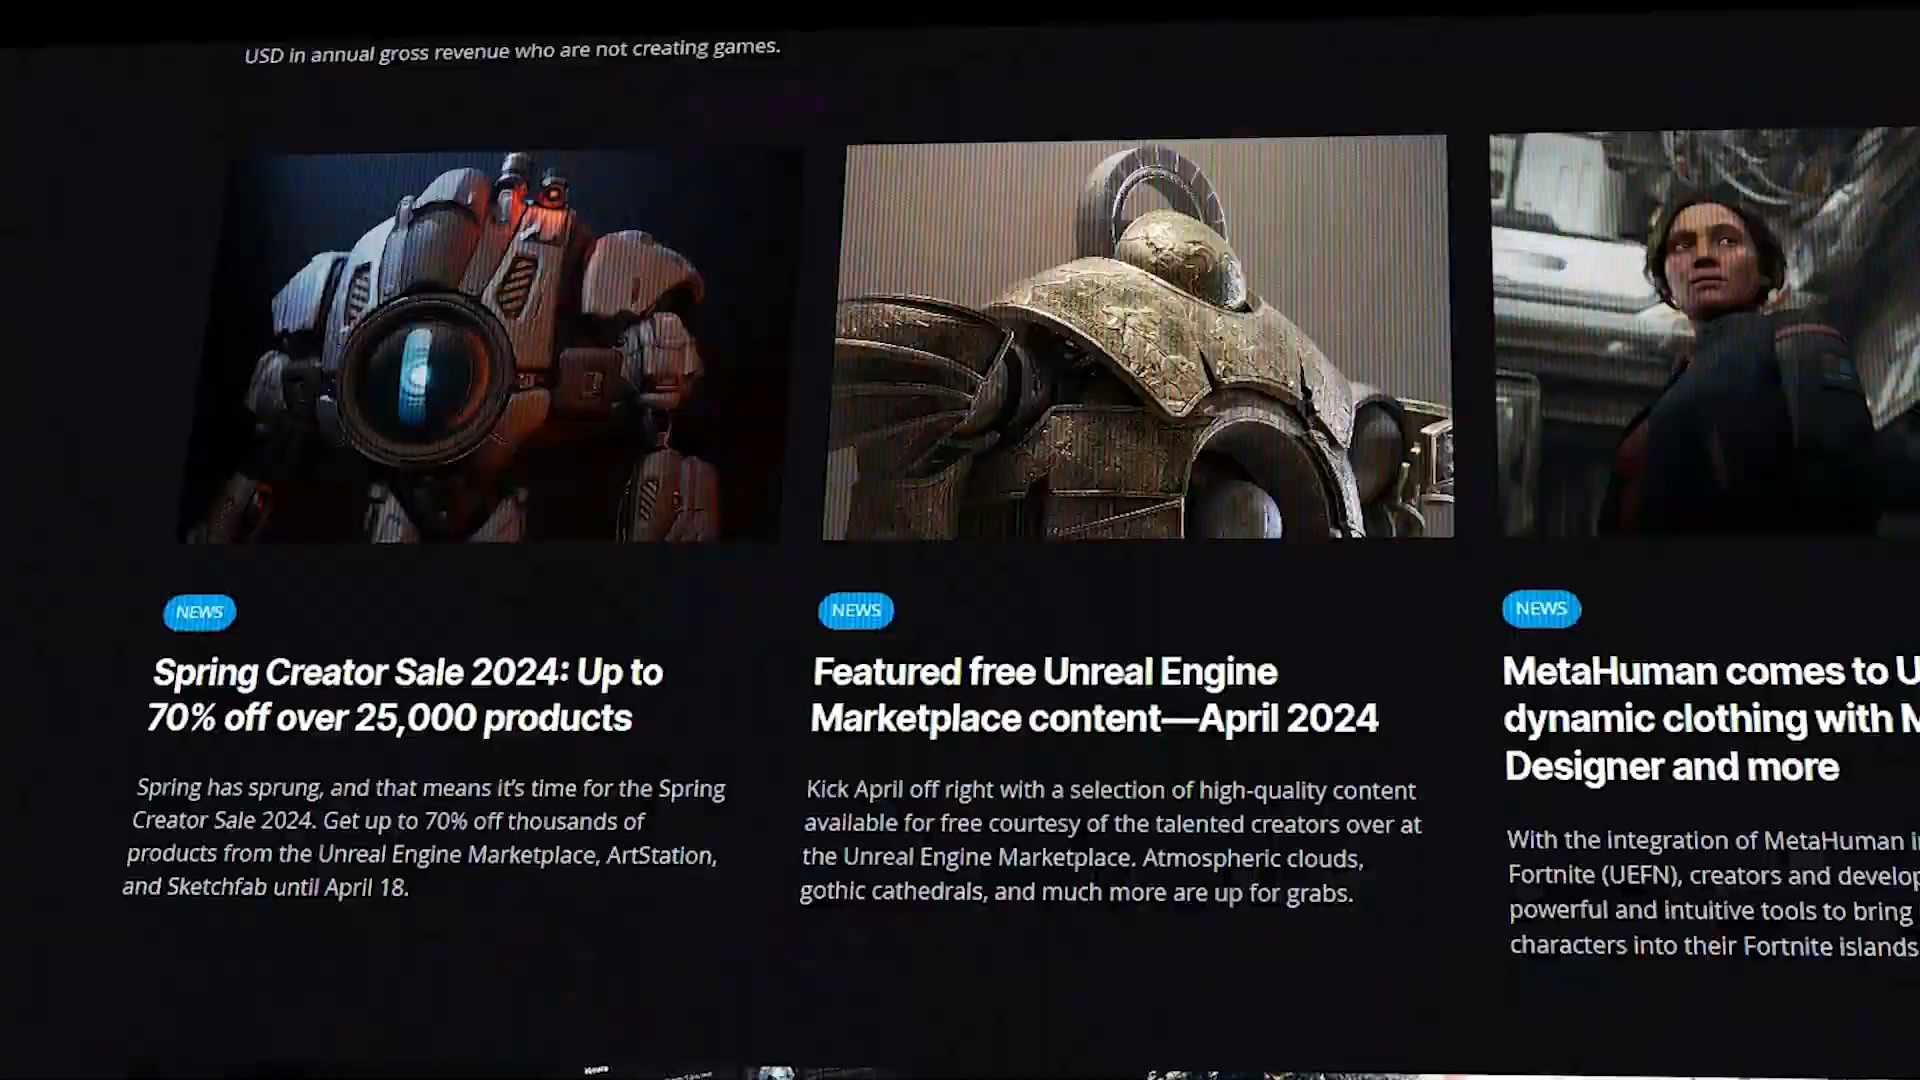 USD in annual gross revenue who are not creating games.
NEWS
Spring Creator Sale 2024: Up to
70% off over 25,000 products
Spring has sprung, and that means it's time for the Spring
Creator Sale 2024. Get up to 70% off thousands of
products from the Unreal Engine Marketplace, ArtStation,
and Sketchfab until April 18.
NEWS
Featured free Unreal Engine
Marketplace content—April 2024
Kick April off right with a selection of high-quality content
available for free courtesy of the talented creators over at
the Unreal Engine Marketplace. Atmospheric clouds,
gothic cathedrals, and much more are up for grabs.
NEWS
MetaHuman comes to
dynamic clothing with
Designer and more
With the integration of MetaHuman
Fortnite (UEFN), creators and
powerful and intuitive tools to bring
characters into their Fortnite islands